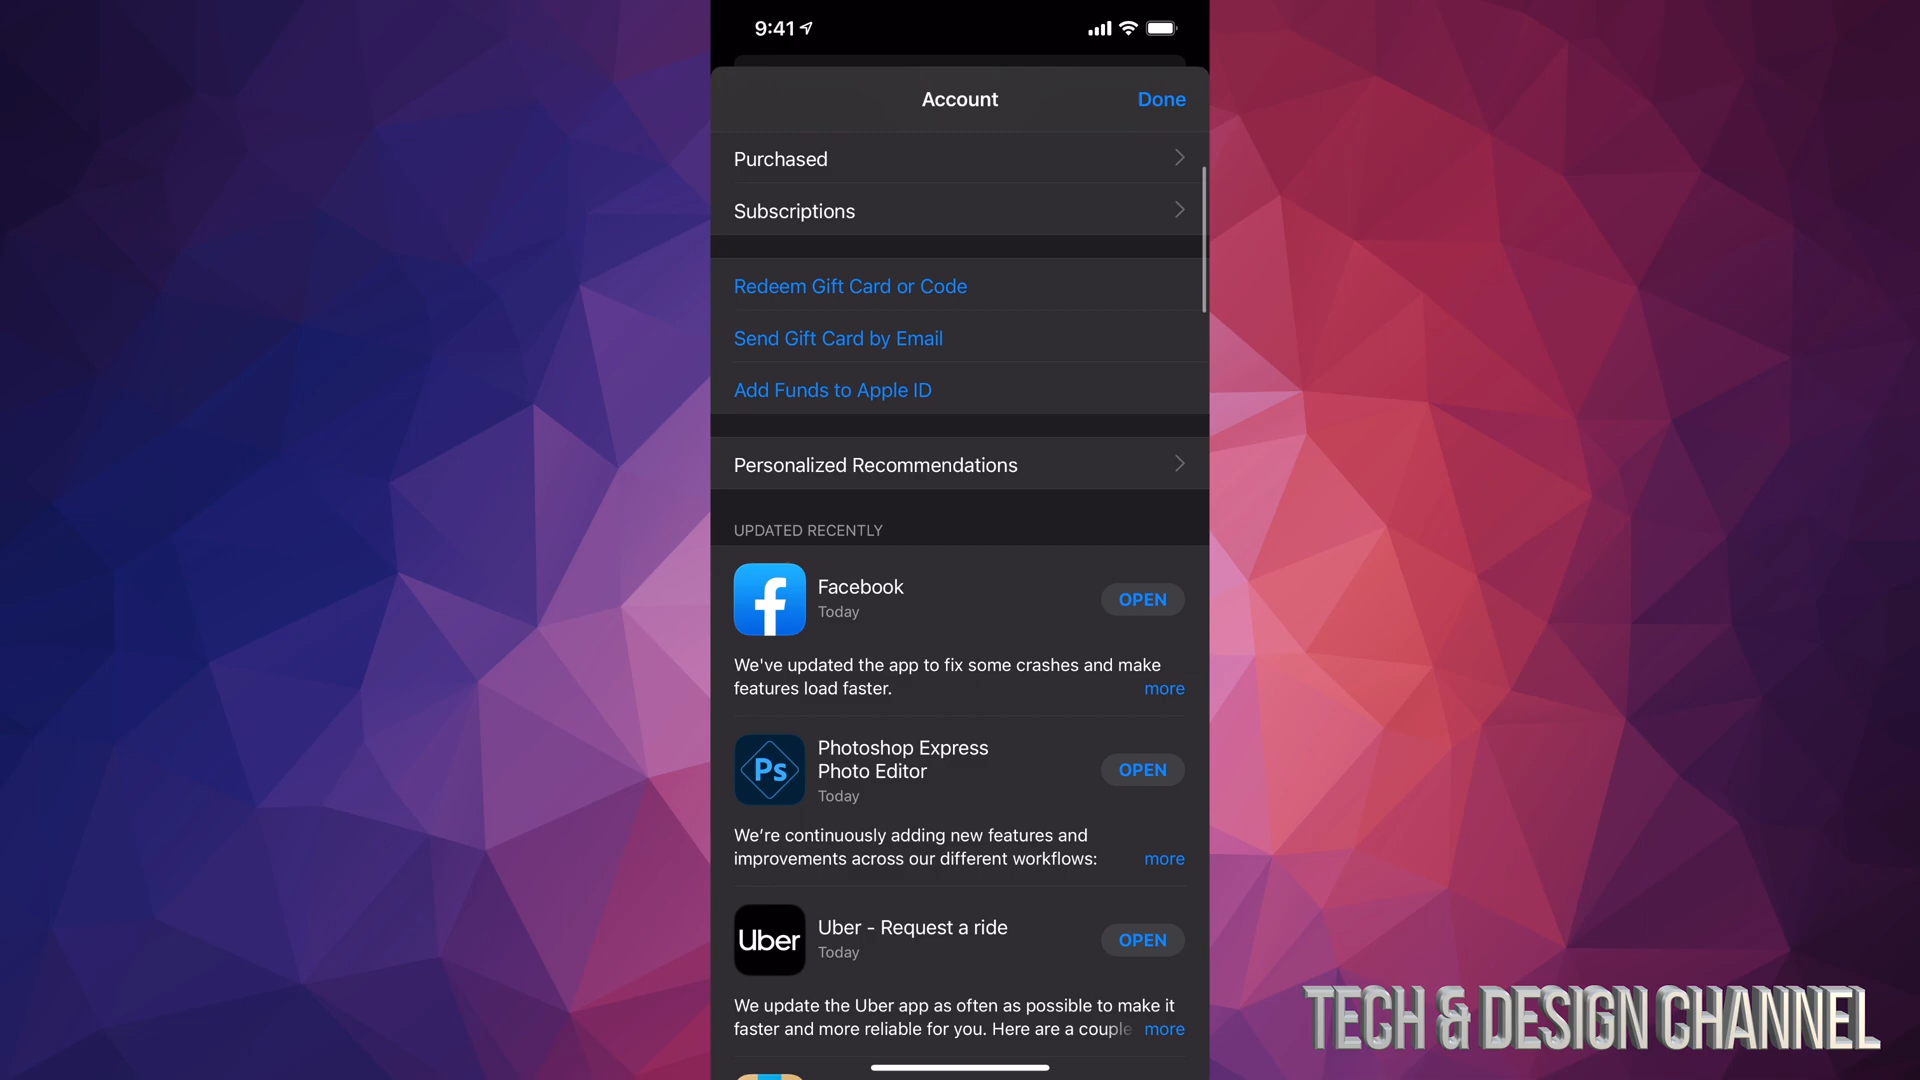 9:41
Account
Done
Purchased
Subscriptions
Redeem Gift Card or Code
Send Gift Card by Email
Add Funds to Apple ID
Personalized Recommendations
UPDATED RECENTLY
Facebook
Today
OPEN
We've updated the app to fix some crashes and make
features load faster.
more
Ps
Photoshop Express
Photo Editor
Today
OPEN
We’re continuously adding new features and
improvements across our different workflows:
more
Uber
Uber - Request a ride
Today
OPEN
We update the Uber app as often as possible to make it
faster and more reliable for you. Here are a couple
more
TECH & DESIGN CHANNEL